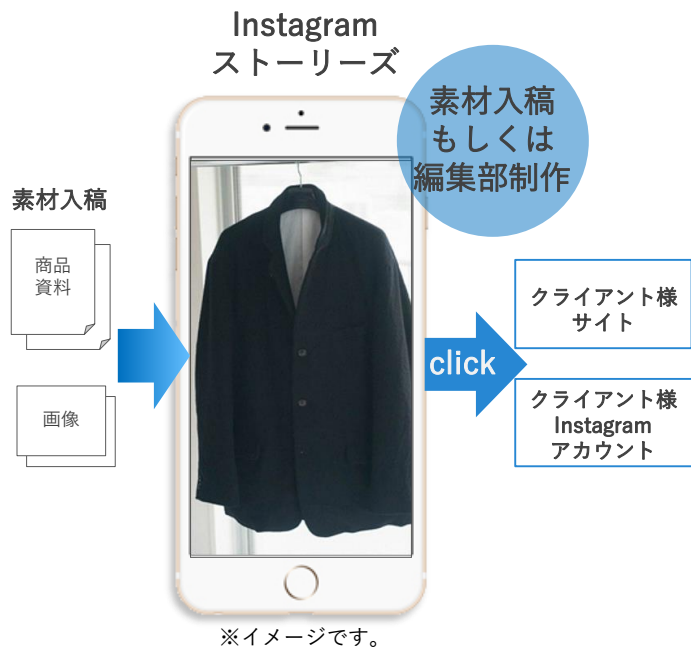 Instagram
ストーリーズ
素材入稿
もしくは
編集部制作
素材入稿
商品
資料
画像
click
クライアント様
サイト
クライアント様
Instagram
アカウント
※イメージです。